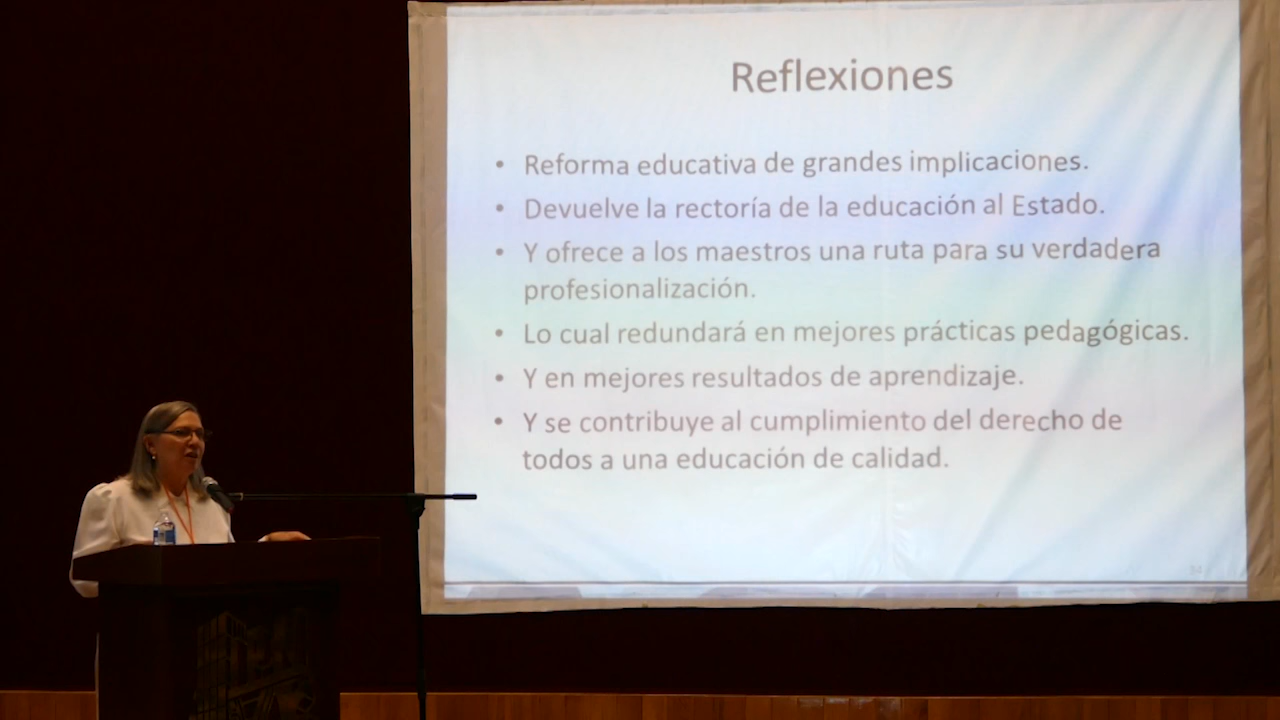 Reflexiones
• Reforma educativa de grandes implicaciones.
• Devuelve la rectoría de la educación al Estado.
• Y ofrece a los maestros una ruta para su verdadera
profesionalización.
• Lo cual redundará en mejores prácticas pedagógicas.
• Y en mejores resultados de aprendizaje.
• Y se contribuye al cumplimiento del derecho de
todos a una educación de calidad.